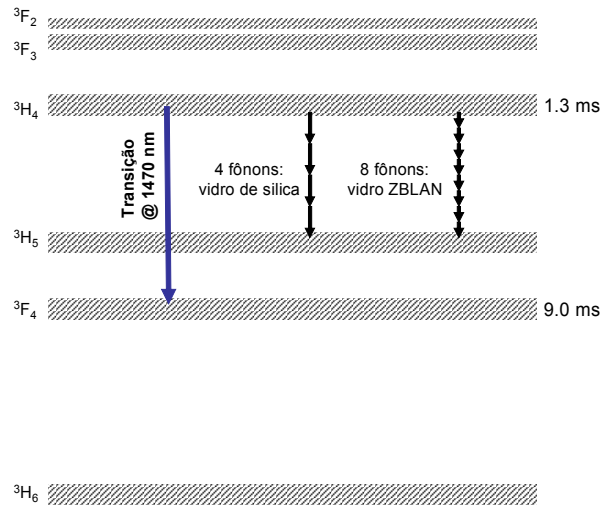 ³F₂
³F₃
³H₄
1.3 ms
Transição
@ 1470 nm
4 fônons:
vidro de sílica
8 fônons:
vidro ZBLAN
³H₅
³F₄
9.0 ms
³H₆